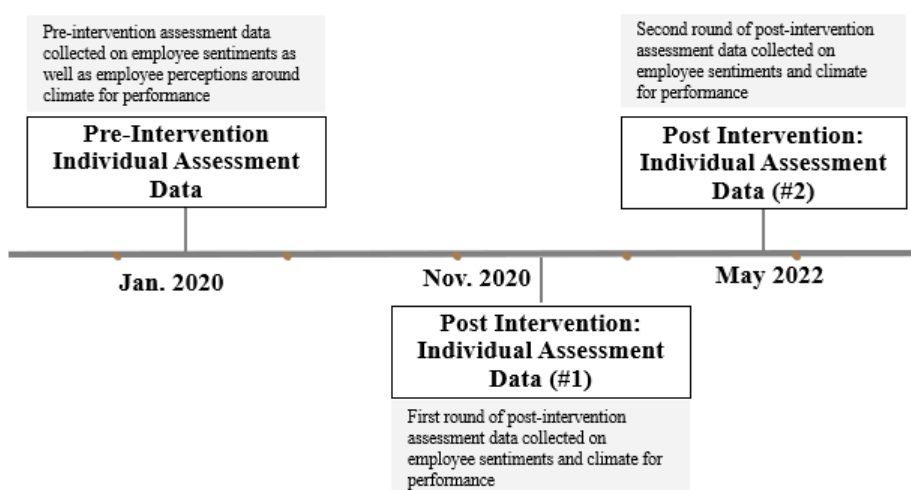 Pre-intervention assessment data
collected on employee sentiments as
well as employee perceptions around
climate for performance
Pre-Intervention
Individual Assessment
Data
Second round of post-intervention
assessment data collected on
employee sentiments and climate
for performance
Post Intervention:
Individual Assessment
Data (#2)
Jan. 2020
Nov. 2020
May 2022
Post Intervention:
Individual Assessment
Data (#1)
First round of post-intervention
assessment data collected on
employee sentiments and climate for
performance